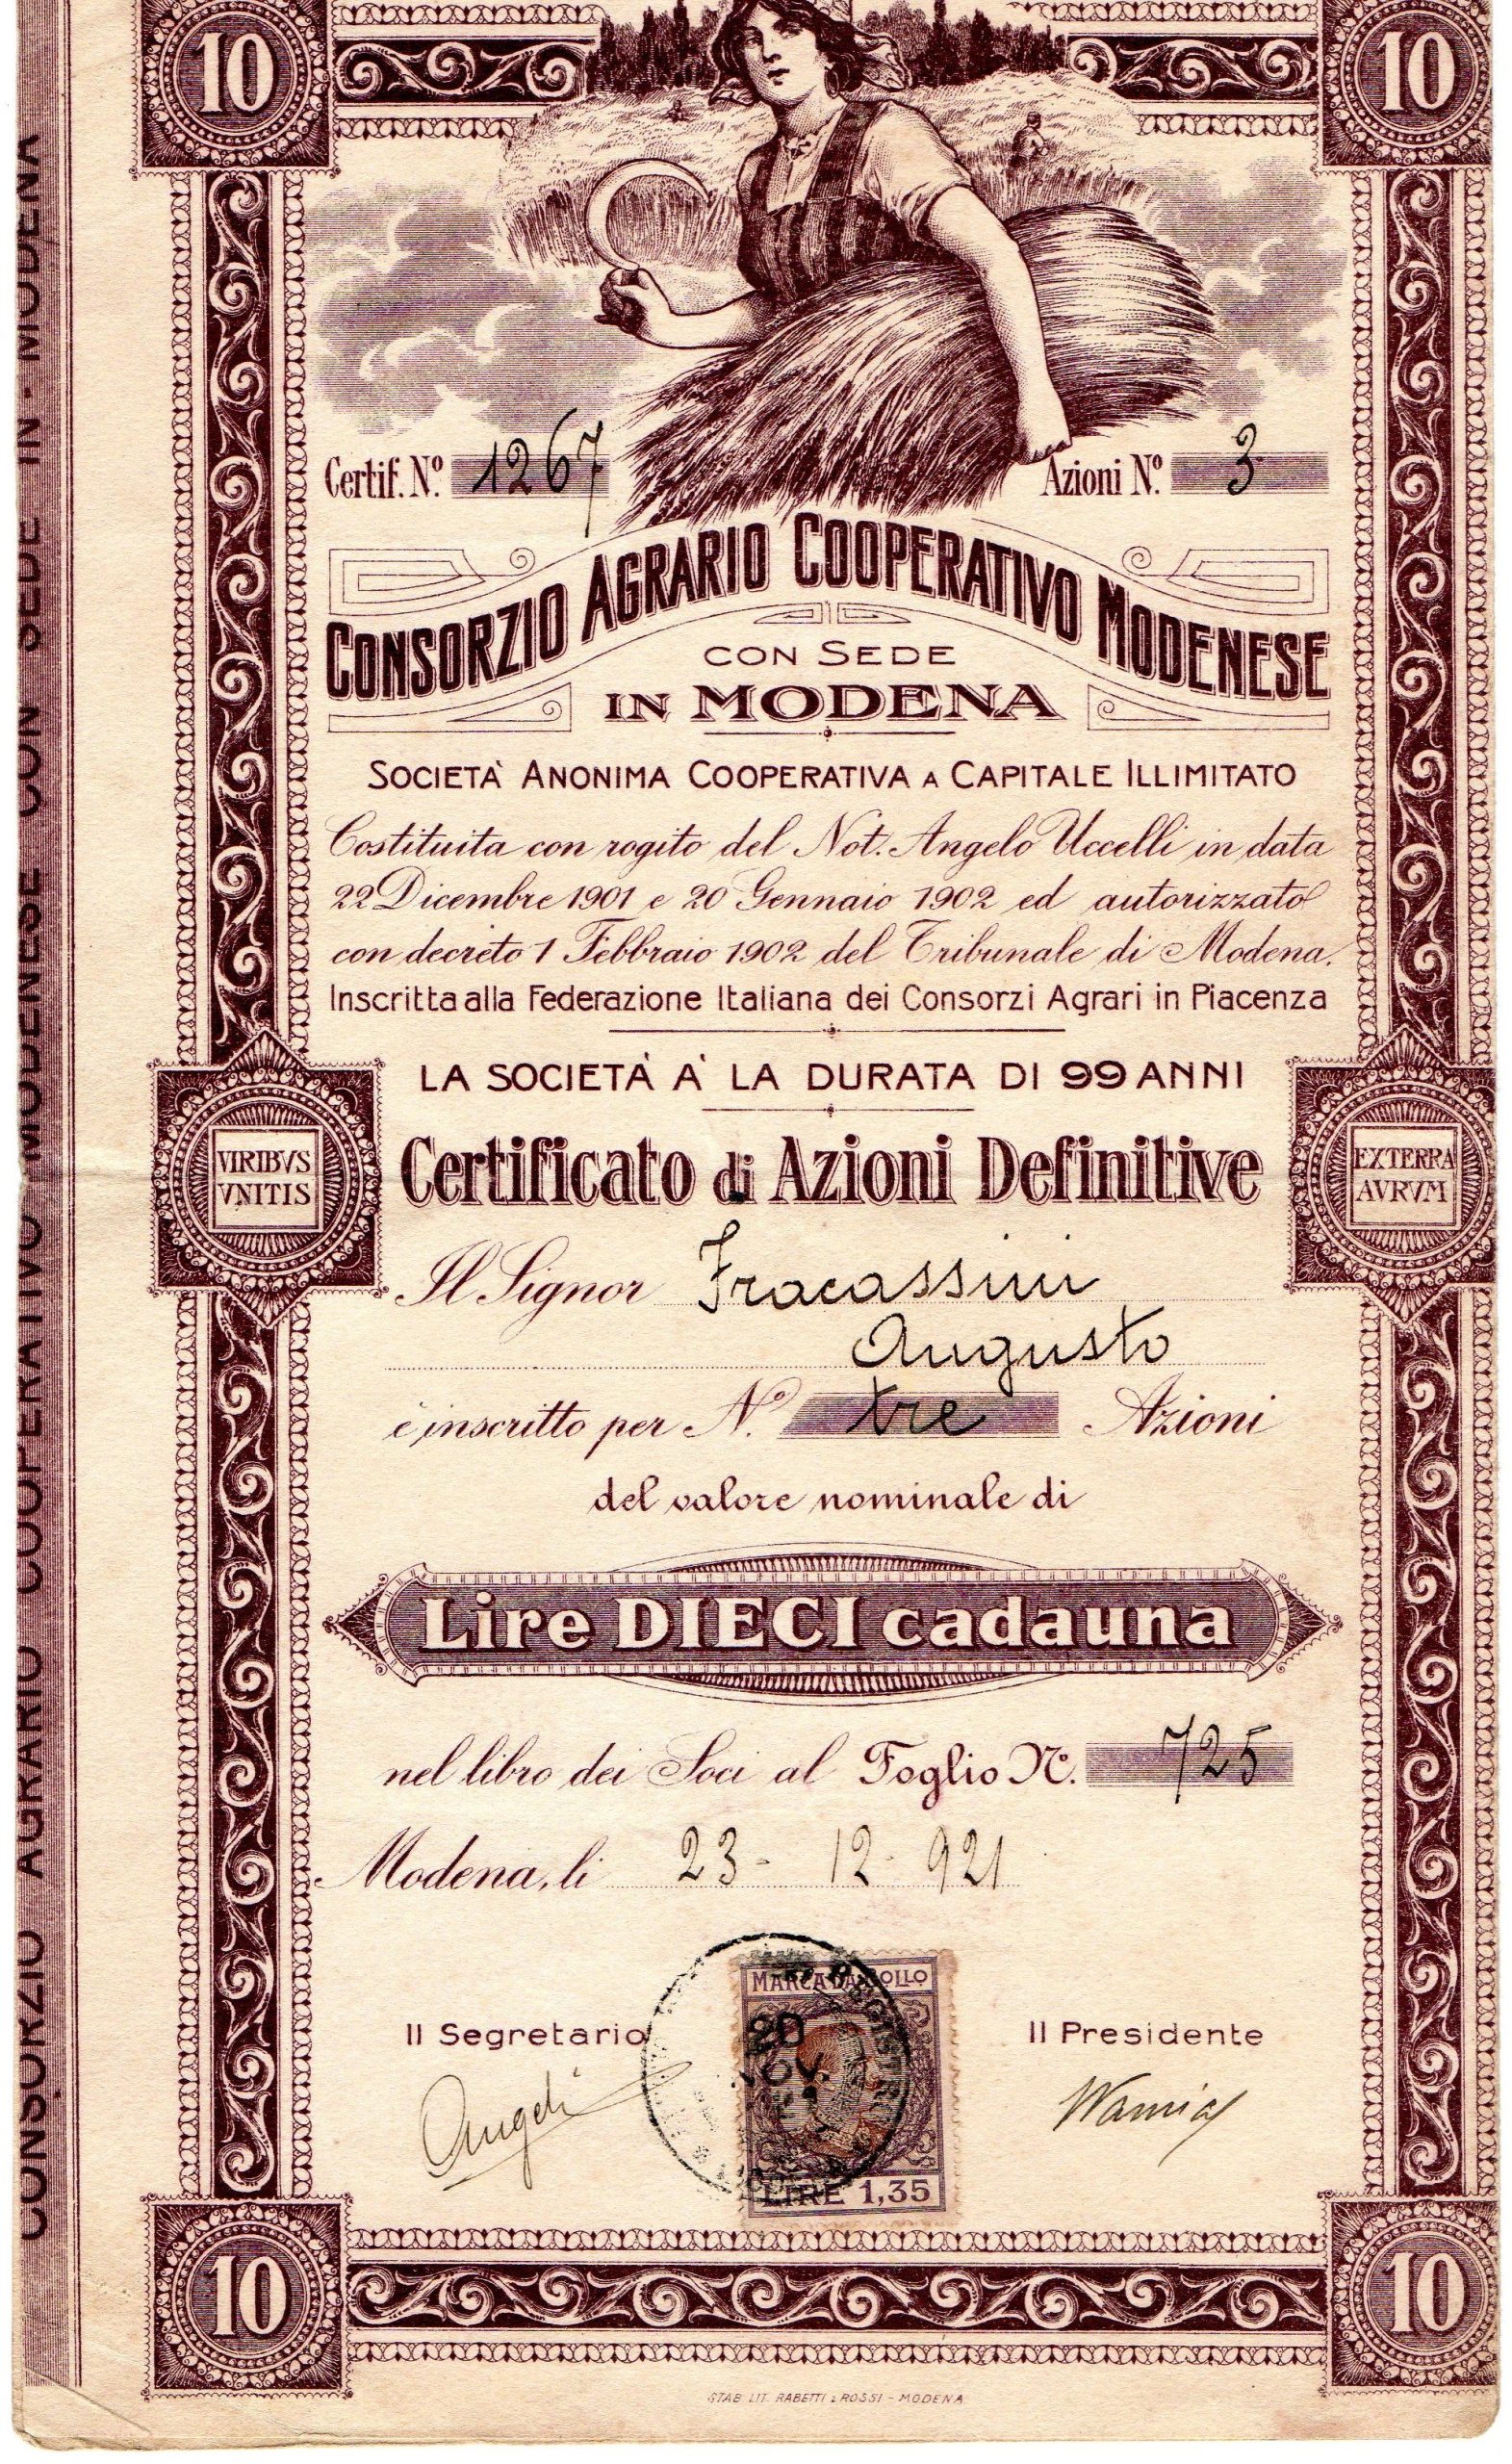 10
10
Certif. Nº 1267
Azioni Nº 3
CONSORZIO AGRARIO COOPERATIVO MODENESE
CON SEDE
IN MODENA
SOCIETÀ ANONIMA COOPERATIVA A CAPITALE ILLIMITATO
Costituita con rogito del Not. Angelo Uccelli in data
22 Dicembre 1901 e 20 Gennaio 1902 ed autorizzato
con decreto 1 Febbraio 1902 del Tribunale di Modena.
Inscritta alla Federazione Italiana dei Consorzi Agrari in Piacenza
LA SOCIETÀ À LA DURATA DI 99 ANNI
VIRIBVS
VNITIS
EXTERRA
AVRVM
Certificato di Azioni Definitive
Il Signor Fracassini
Augusto
è inscritto per N.º tre Azioni
del valore nominale di
Lire DIECI cadauna
nel libro dei Soci al Foglio Nº. 725
Modena, li 23 - 12 - 921
Il Segretario
Il Presidente
MARCA DA BOLLO
20
LIRE 1,35
10
10
STAB. LIT. RABETTI & ROSSI - MODENA
CONSORZIO AGRARIO COOPERATIVO MODENESE CON SEDE IN - MODENA